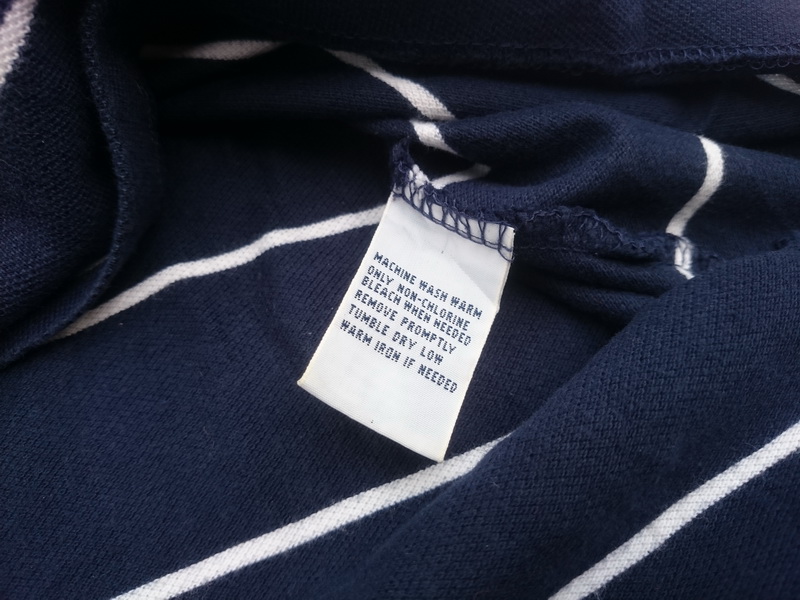 MACHINE WASH WARM
ONLY NON-CHLORINE
BLEACH WHEN NEEDED
REMOVE PROMPTLY
TUMBLE DRY LOW
WARM IRON IF NEEDED